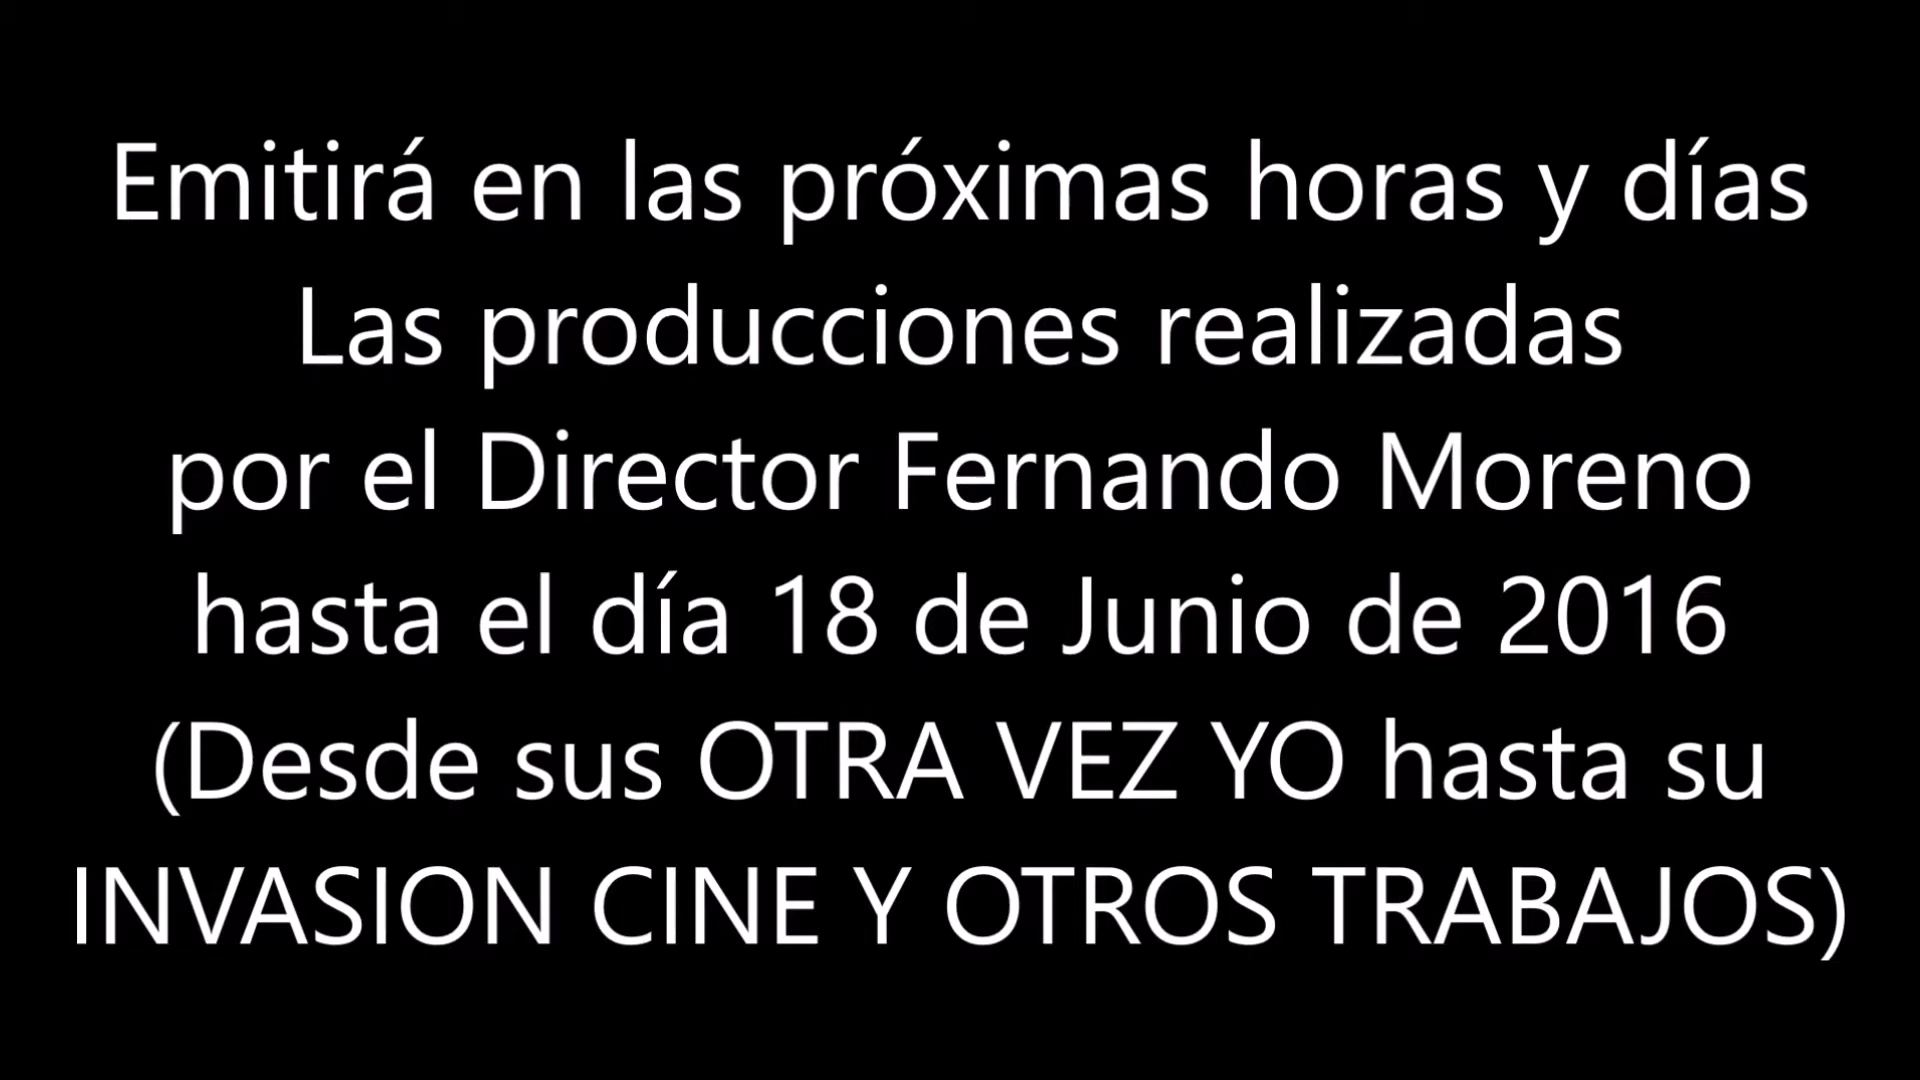 Emitirá en las próximas horas y días
Las producciones realizadas
por el Director Fernando Moreno
hasta el día 18 de Junio de 2016
(Desde sus OTRA VEZ YO hasta su
INVASION CINE Y OTROS TRABAJOS)